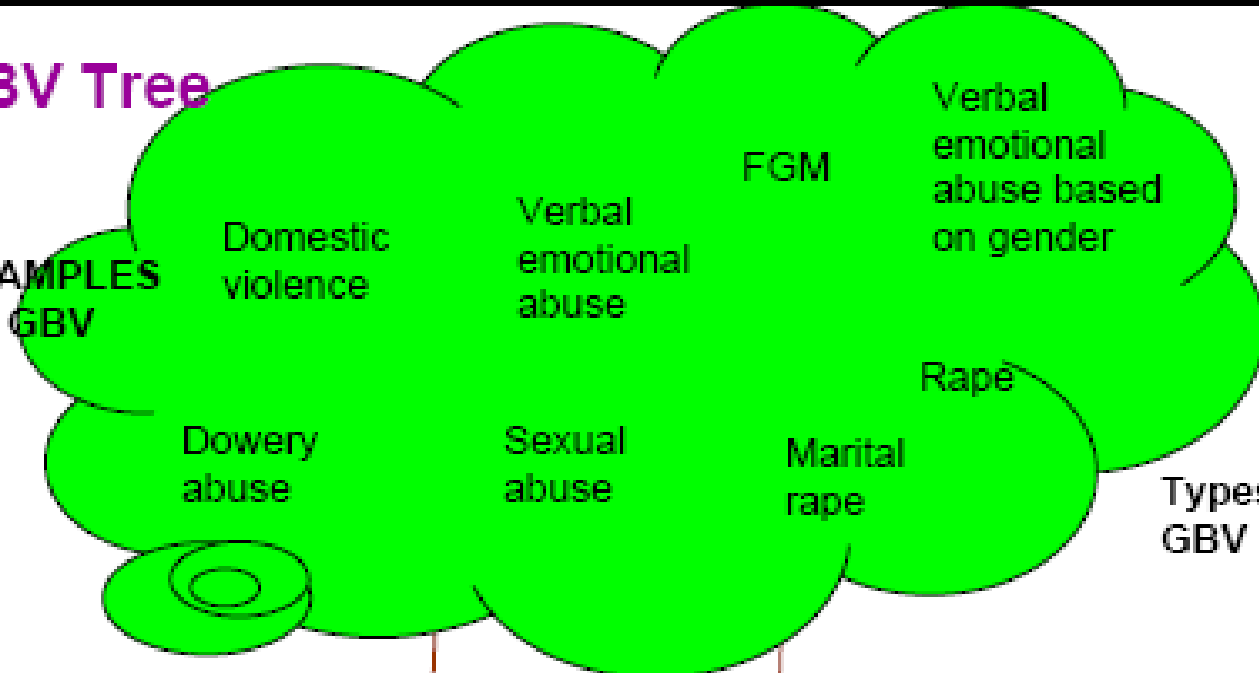 BV Tree
AMPLES
GBV
Domestic
violence
Verbal
emotional
abuse
FGM
Verbal
emotional
abuse based
on gender
Rape
Dowery
abuse
Sexual
abuse
Marital
rape
Types
GBV